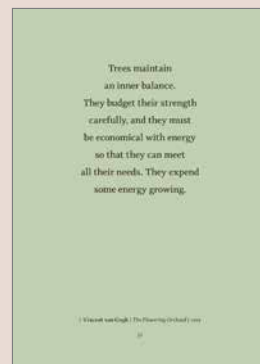 Trees maintain
an inner balance.
They budget their strength
carefully, and they must
be economical with energy
so that they can meet
all their needs. They expend
some energy growing.
| Vincent van Gogh | The Flowering Orchard |